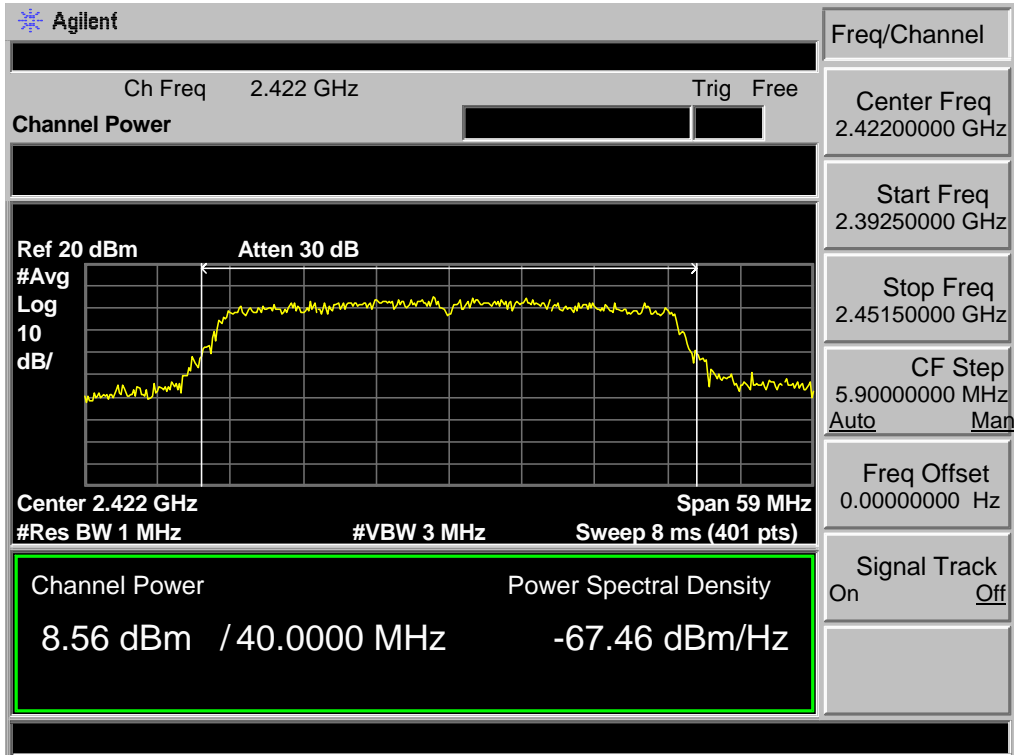 Agilent
Freq/Channel
Ch Freq 2.422 GHz Trig Free
Channel Power
Center Freq
2.42200000 GHz
Start Freq
2.39250000 GHz
Stop Freq
2.45150000 GHz
CF Step
5.90000000 MHz
Auto Man
Freq Offset
0.00000000 Hz
Signal Track
On Off
Ref 20 dBm Atten 30 dB
#Avg
Log
10
dB/
Center 2.422 GHz Span 59 MHz
#Res BW 1 MHz #VBW 3 MHz Sweep 8 ms (401 pts)
Channel Power Power Spectral Density
8.56 dBm / 40.0000 MHz -67.46 dBm/Hz